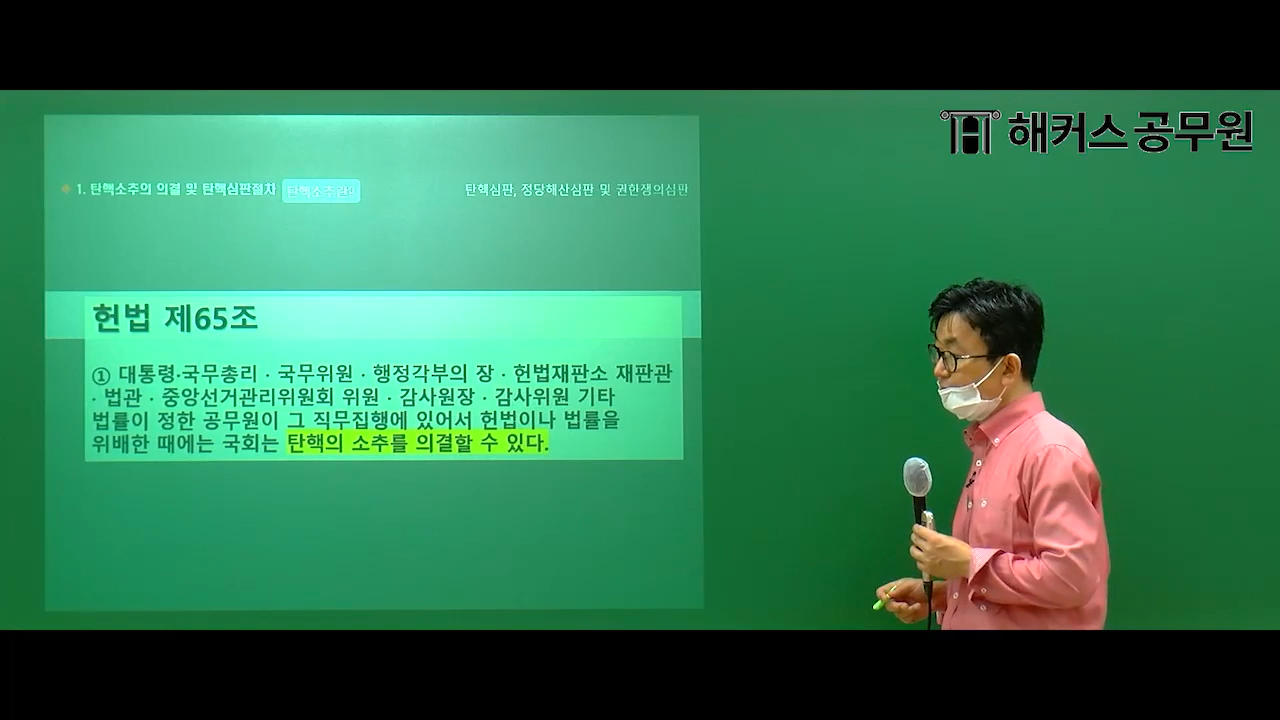 해커스 공무원
1. 탄핵소추의 의결 및 탄핵심판절차
탄핵심판, 정당해산심판 및 권한쟁의심판
헌법 제65조
① 대통령·국무총리 · 국무위원 · 행정각부의 장 · 헌법재판소 재판관
· 법관 · 중앙선거관리위원회 위원 · 감사원장 · 감사위원 기타
법률이 정한 공무원이 그 직무집행에 있어서 헌법이나 법률을
위배한 때에는 국회는 탄핵의 소추를 의결할 수 있다.